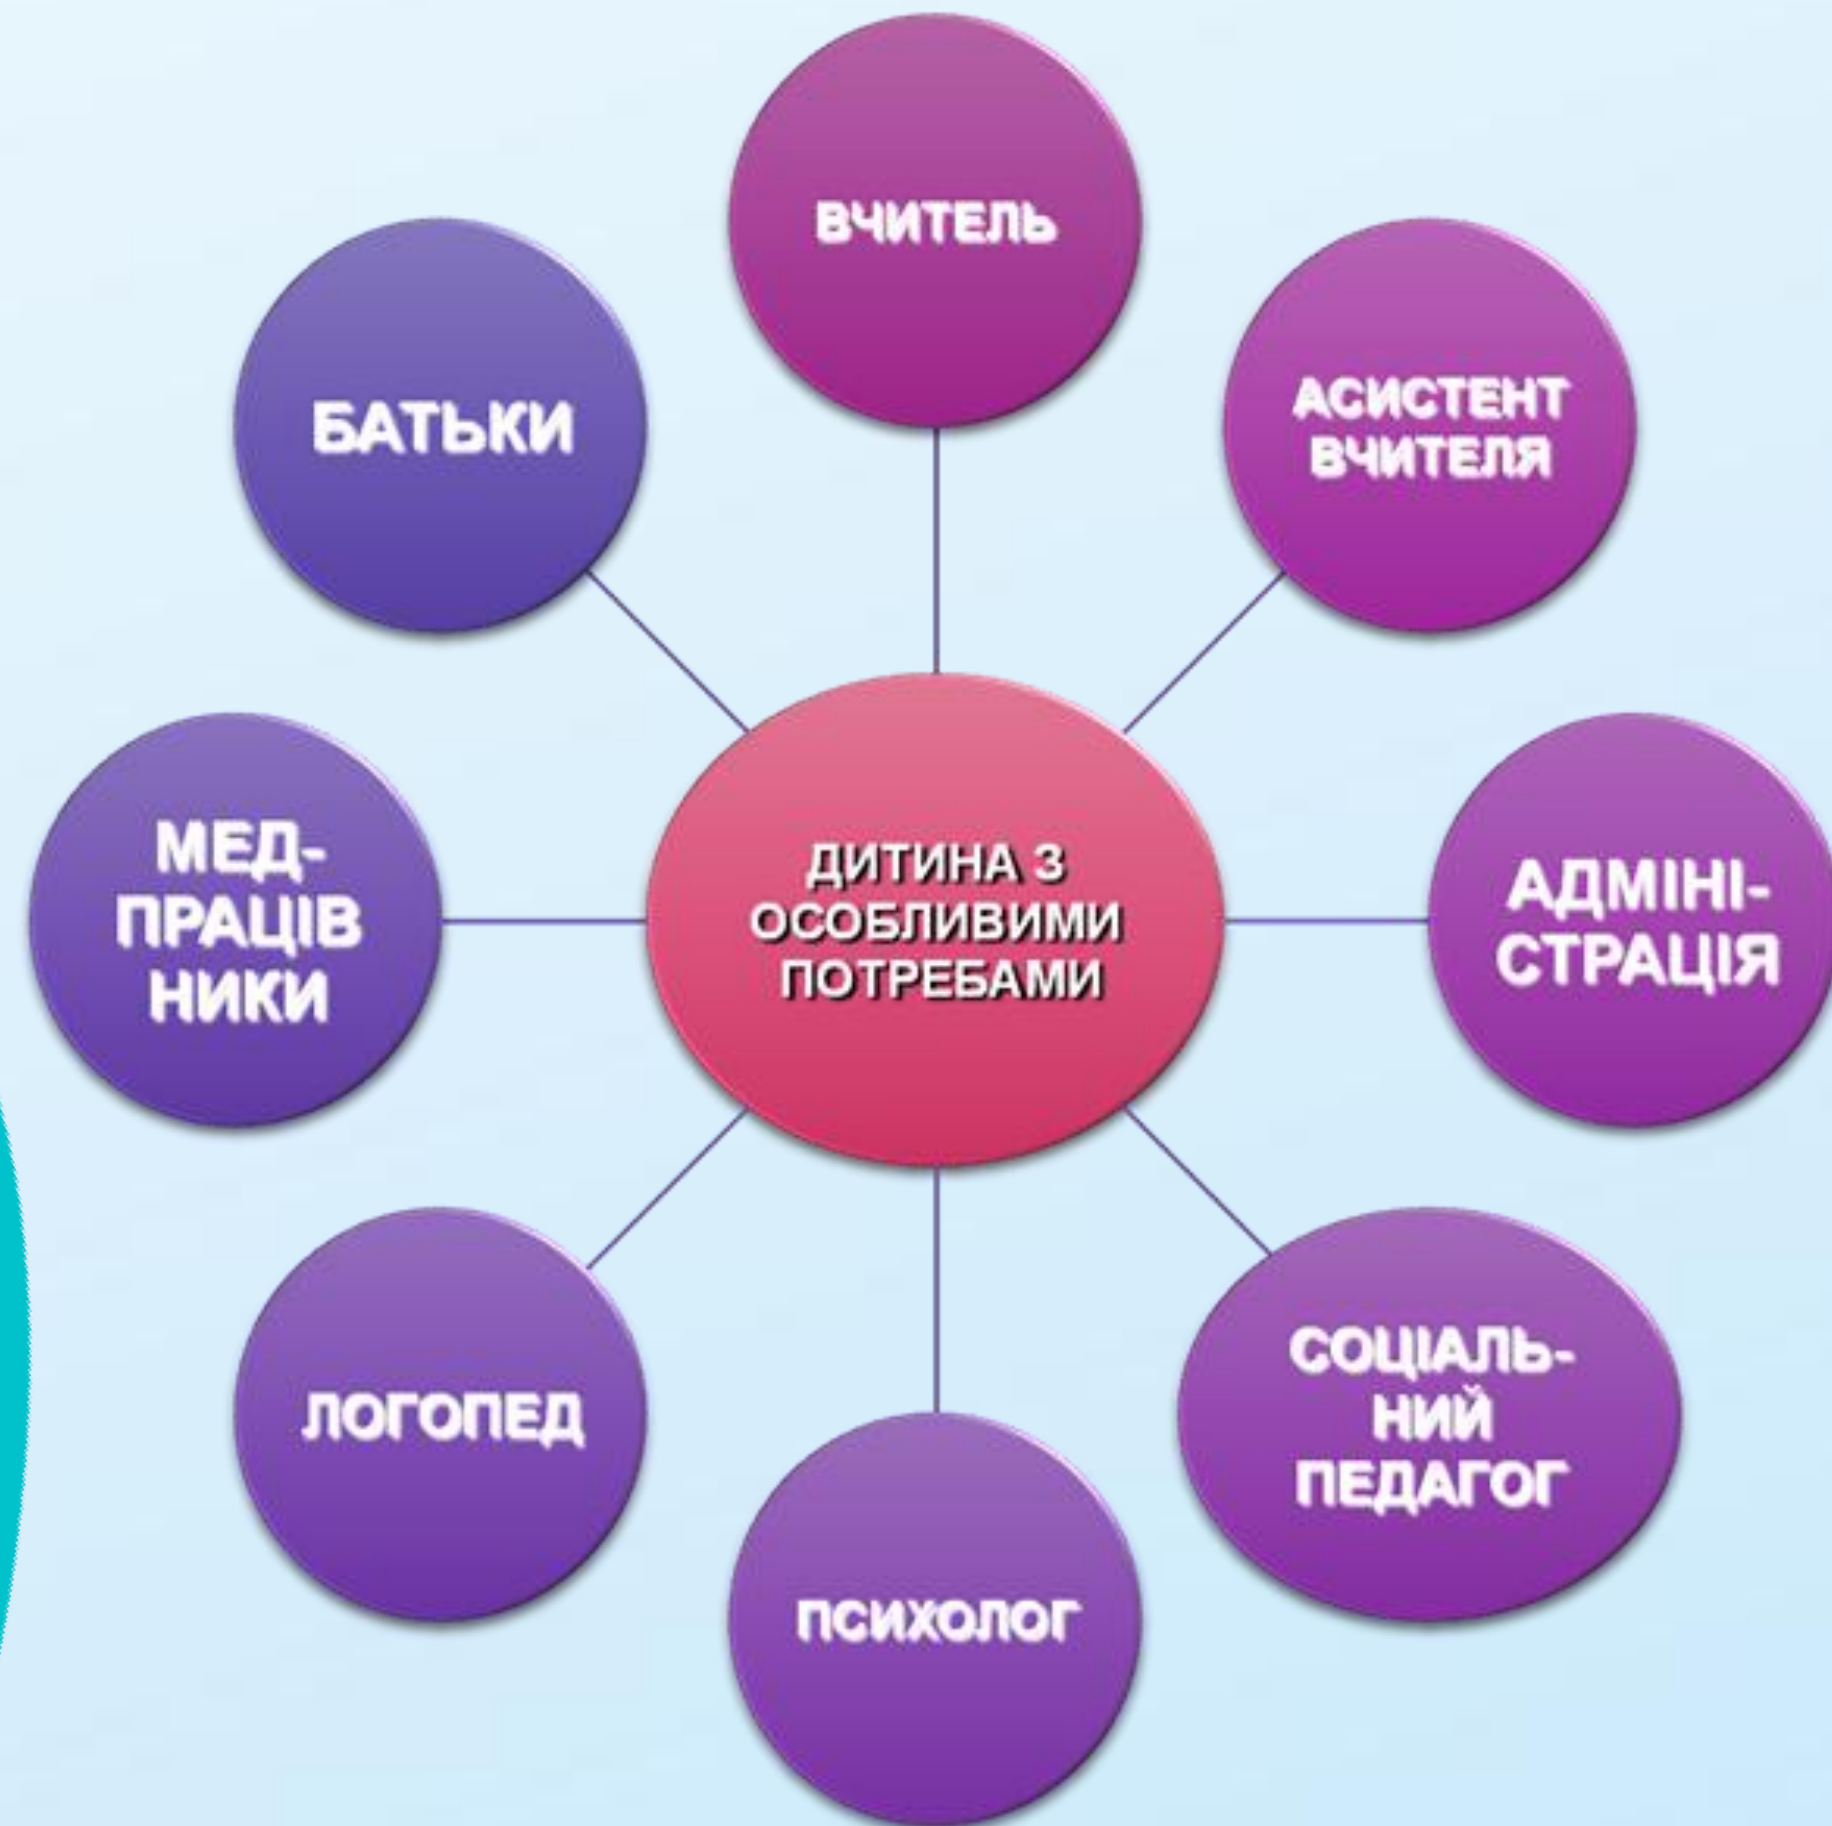 ВЧИТЕЛЬ
АСИСТЕНТ
ВЧИТЕЛЯ
АДМІНІ-
СТРАЦІЯ
СОЦІАЛЬ-
НИЙ
ПЕДАГОГ
ПСИХОЛОГ
ЛОГОПЕД
МЕД-
ПРАЦІВ
НИКИ
БАТЬКИ
ДИТИНА З
ОСОБЛИВИМИ
ПОТРЕБАМИ